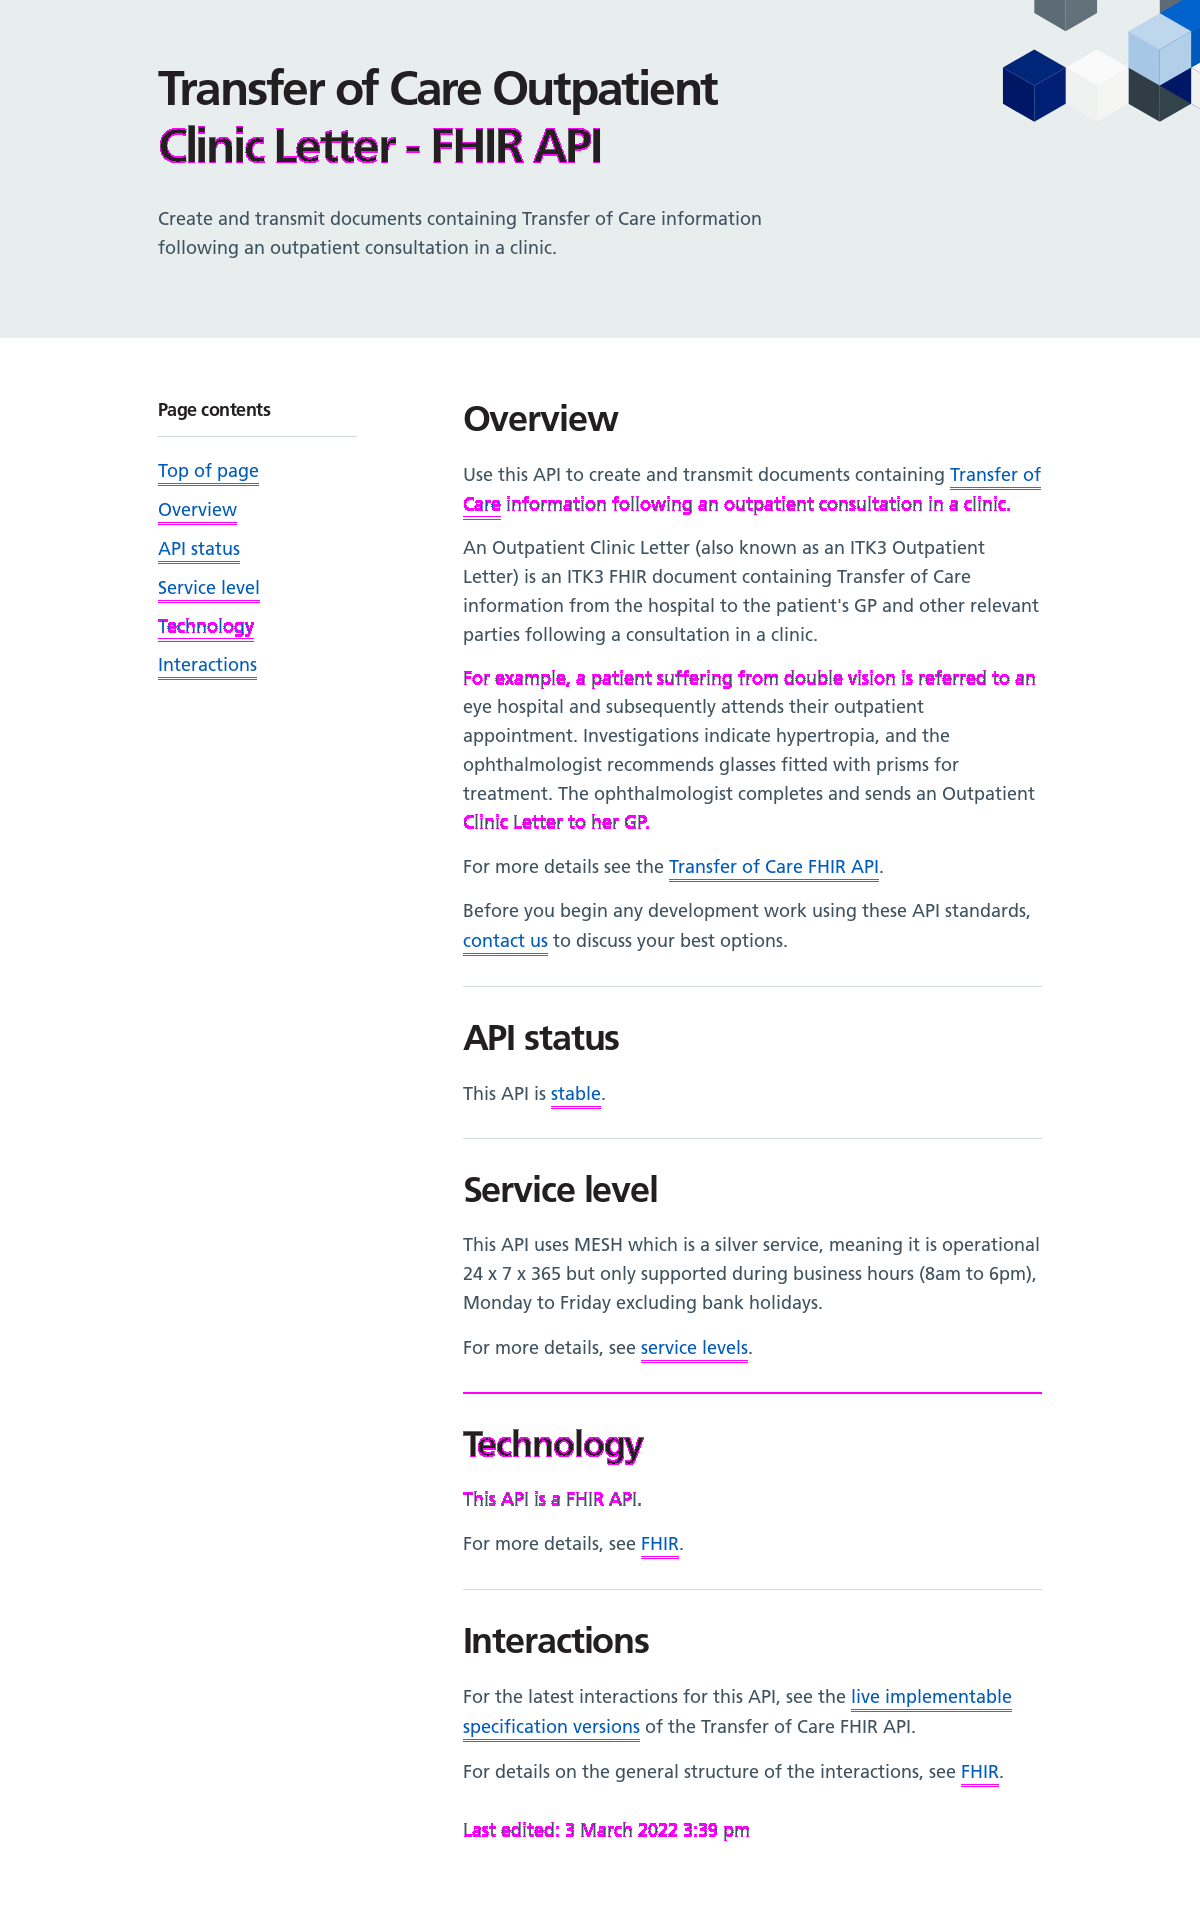 Transfer of Care Outpatient
Clinic Letter - FHIR API
Create and transmit documents containing Transfer of Care information
following an outpatient consultation in a clinic.
Page contents
Top of page
Overview
API status
Service level
Technology
Interactions
Overview
Use this API to create and transmit documents containing Transfer of
Care information following an outpatient consultation in a clinic.
An Outpatient Clinic Letter (also known as an ITK3 Outpatient
Letter) is an ITK3 FHIR document containing Transfer of Care
information from the hospital to the patient's GP and other relevant
parties following a consultation in a clinic.
For example, a patient suffering from double vision is referred to an
eye hospital and subsequently attends their outpatient
appointment. Investigations indicate hypertropia, and the
ophthalmologist recommends glasses fitted with prisms for
treatment. The ophthalmologist completes and sends an Outpatient
Clinic Letter to her GP.
For more details see the Transfer of Care FHIR API.
Before you begin any development work using these API standards,
contact us to discuss your best options.
API status
This API is stable.
Service level
This API uses MESH which is a silver service, meaning it is operational
24 x 7 x 365 but only supported during business hours (8am to 6pm),
Monday to Friday excluding bank holidays.
For more details, see service levels.
Technology
This API is a FHIR API.
For more details, see FHIR.
Interactions
For the latest interactions for this API, see the live implementable
specification versions of the Transfer of Care FHIR API.
For details on the general structure of the interactions, see FHIR.
Last edited: 3 March 2022 3:39 pm